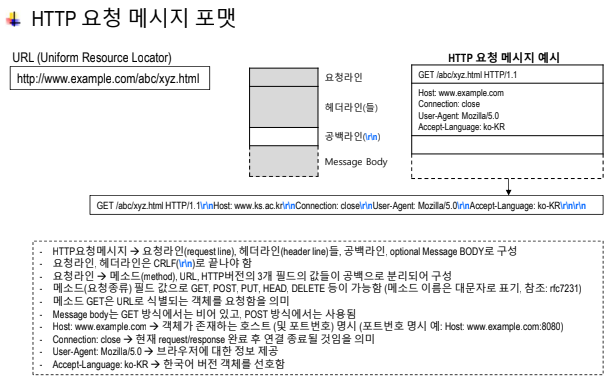 HTTP 요청 메시지 포맷
URL (Uniform Resource Locator)
http://www.example.com/abc/xyz.html
요청라인
헤더라인(들)
공백라인(\r\n)
Message Body
HTTP 요청 메시지 예시
GET /abc/xyz.html HTTP/1.1
Host: www.example.com
Connection: close
User-Agent: Mozilla/5.0
Accept-Language: ko-KR
GET /abc/xyz.html HTTP/1.1\r\nHost: www.ks.ac.kr\r\nConnection: close\r\nUser-Agent: Mozilla/5.0\r\nAccept-Language: ko-KR\r\n\r\n
- HTTP요청메시지 → 요청라인(request line), 헤더라인(header line)들, 공백라인, optional Message BODY로 구성
- 요청라인, 헤더라인은 CRLF(\r\n)로 끝나야 함
- 요청라인 → 메소드(method), URL, HTTP버전의 3개 필드의 값들이 공백으로 분리되어 구성
- 메소드(요청종류) 필드 값으로 GET, POST, PUT, HEAD, DELETE 등이 가능함 (메소드 이름은 대문자로 표기, 참조: rfc7231)
- 메소드 GET은 URL로 식별되는 객체를 요청함을 의미
- Message body는 GET 방식에서는 비어 있고, POST 방식에서는 사용됨
- Host: www.example.com → 객체가 존재하는 호스트 (및 포트번호) 명시 (포트번호 명시 예: Host: www.example.com:8080)
- Connection: close → 현재 request/response 완료 후 연결 종료될 것임을 의미
- User-Agent: Mozilla/5.0 → 브라우저에 대한 정보 제공
- Accept-Language: ko-KR → 한국어 버전 객체를 선호함